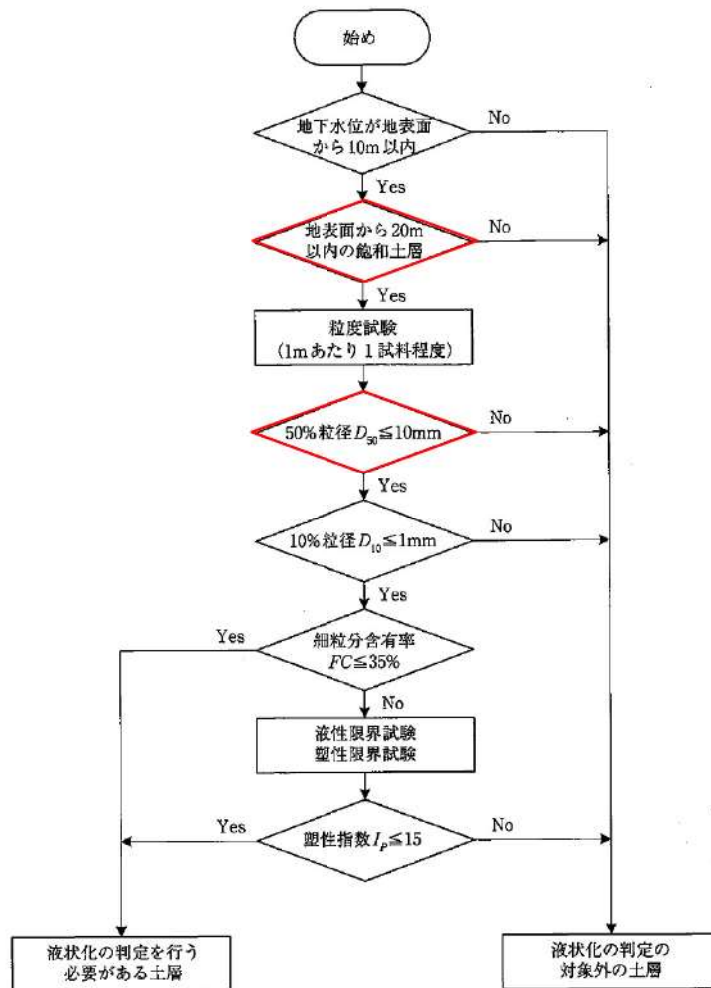 始め
地下水位が地表面
から10m以内
No
Yes
地表面から20m
以内の飽和土層
No
Yes
粒度試験
(1mあたり1試料程度)
50%粒径D50≦10mm
No
Yes
10%粒径D10≦1mm
No
Yes
細粒分含有率
FC≦35%
Yes
No
液性限界試験
塑性限界試験
塑性指数IP≦15
Yes
No
液状化の判定を行う
必要がある土層
液状化の判定の
対象外の土層